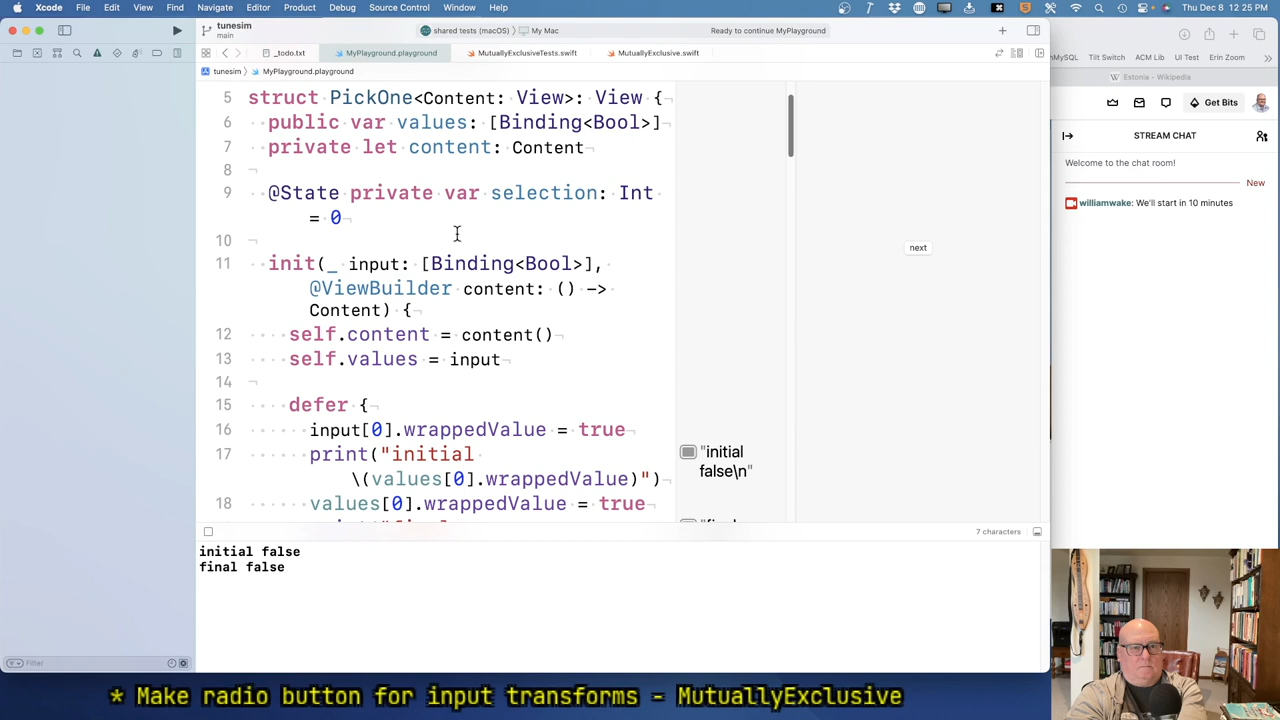 Xcode File Edit View Find Navigate Editor Product Debug Integrate Window Help
12:25:09
tunesim
main
shared tests (macOS) My Mac
Ready to continue MyPlayground
_todo.txt
MyPlayground.playground
MutuallyExclusiveTests.swift
MutuallyExclusive.swift
tunesim MyPlayground.playground
5 struct PickOne<Content: View>: View {
6 public var values: [Binding<Bool>]
7 private let content: Content
8
9 @State private var selection: Int
= 0
10
11 init(_ input: [Binding<Bool>],
@ViewBuilder content: () ->
Content) {
12 self.content = content()
13 self.values = input
14
15 defer {
16 input[0].wrappedValue = true
17 print("initial
\(values[0].wrappedValue)")
18 values[0].wrappedValue = true
"initial
false\n"
next
7 characters
initial false
final false
Filter
nMySQL Tilt Switch ACM Lib UI Test Erin Zoom
Estonia - Wikipedia
Get Bits
STREAM CHAT
Welcome to the chat room!
New
williamwake: We'll start in 10 minutes
* Make radio button for input transforms - MutuallyExclusive